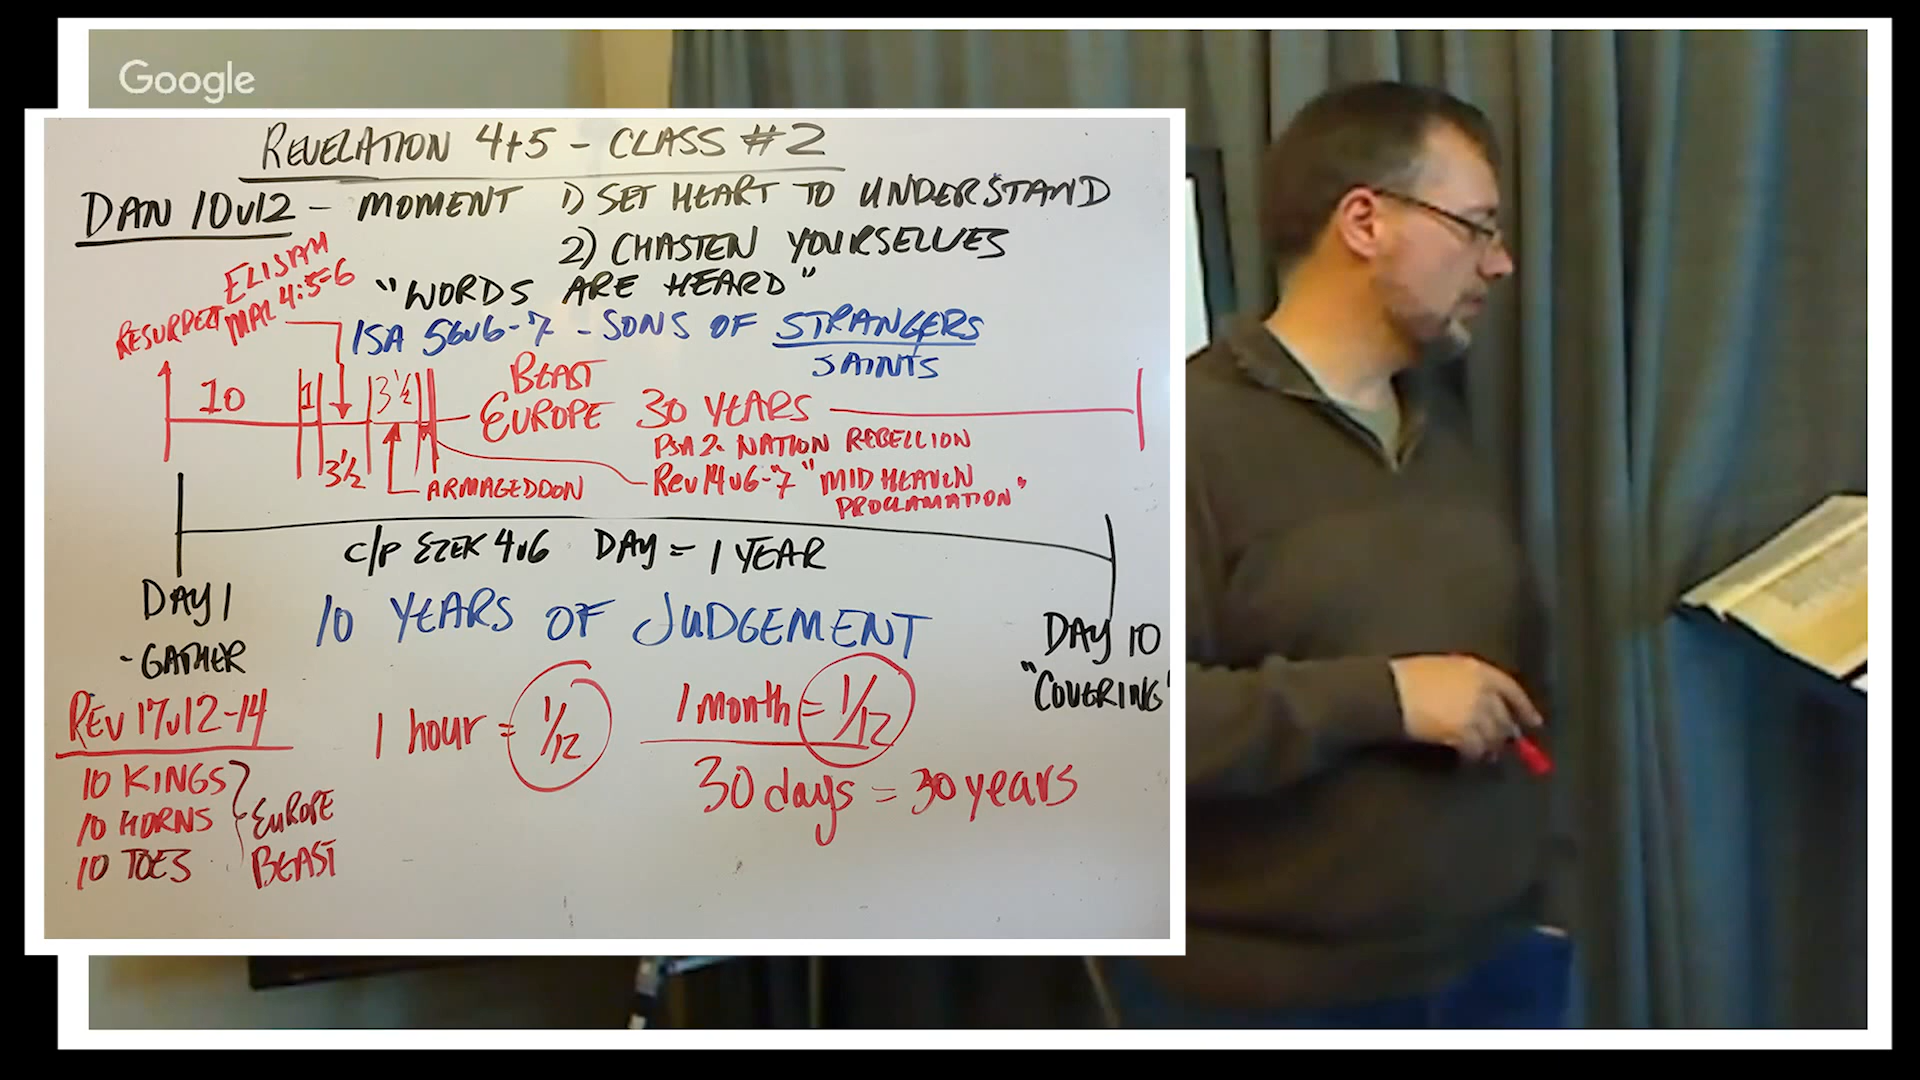 Google
REVELATION 4+5 - CLASS #2
DAN 10v12 - MOMENT 1) SET HEART TO UNDERSTAND
2) CHASTEN YOURSELVES
"WORDS ARE HEARD"
ELISJAH
MAL 4:5-6
RESURRECT
ISA 56v6-7 - SONS OF STRANGERS
SAINTS
10 1 3½ BEAST
EUROPE 30 YEARS
PSA 2. NATION REBELLION
3½ ARMAGEDDON Rev 14v6-7 "MID HEAVEN
PROCLAMATION"
c/p EZEK 4v6 DAY = 1 YEAR
DAY 1
- GATHER
10 YEARS OF JUDGEMENT
DAY 10
"COVERING"
REV 17v12-14
1 hour = 1/12
1 month = 1/12
30 days = 30 years
10 KINGS
10 HORNS
10 TOES
EUROPE
BEAST